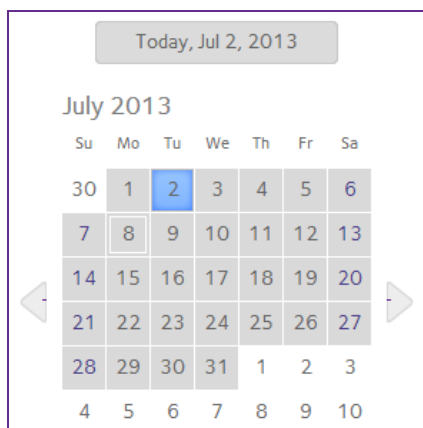 Today, Jul 2, 2013
July 2013
Su Mo Tu We Th Fr Sa
30 1 2 3 4 5 6
7 8 9 10 11 12 13
14 15 16 17 18 19 20
21 22 23 24 25 26 27
28 29 30 31 1 2 3
4 5 6 7 8 9 10